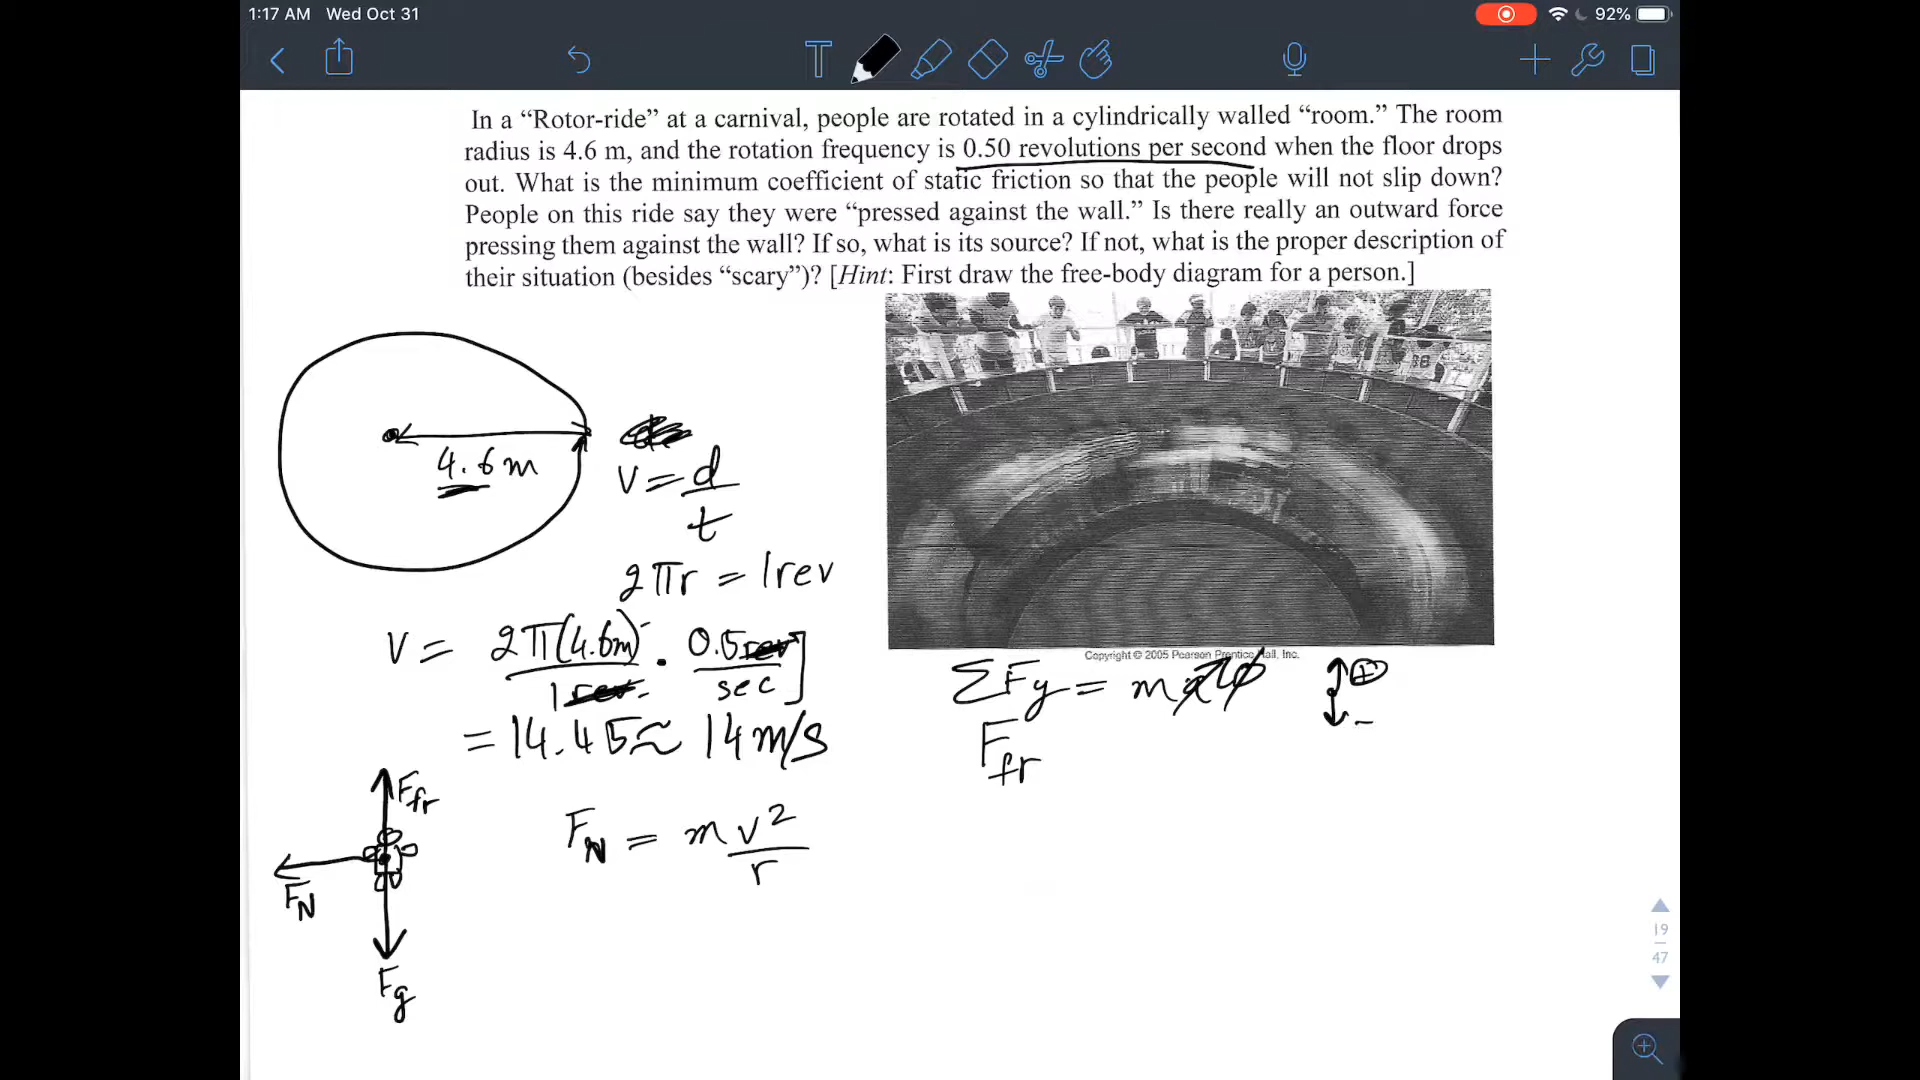 1:17 AM Wed Oct 31
92%
In a “Rotor-ride” at a carnival, people are rotated in a cylindrically walled “room.” The room
radius is 4.6 m, and the rotation frequency is 0.50 revolutions per second when the floor drops
out. What is the minimum coefficient of static friction so that the people will not slip down?
People on this ride say they were “pressed against the wall.” Is there really an outward force
pressing them against the wall? If so, what is its source? If not, what is the proper description of
their situation (besides “scary”)? [Hint: First draw the free-body diagram for a person.]
4.6m
V = d/t
2πr = 1rev
V = 2π(4.6m)/1rev · 0.5rev/sec
= 14.45 ≈ 14 m/s
Ffr
FN
Fg
FN = m v²/r
Copyright © 2005 Pearson Prentice Hall, Inc.
ΣFy = ma 0
+
-
Ffr
19
47